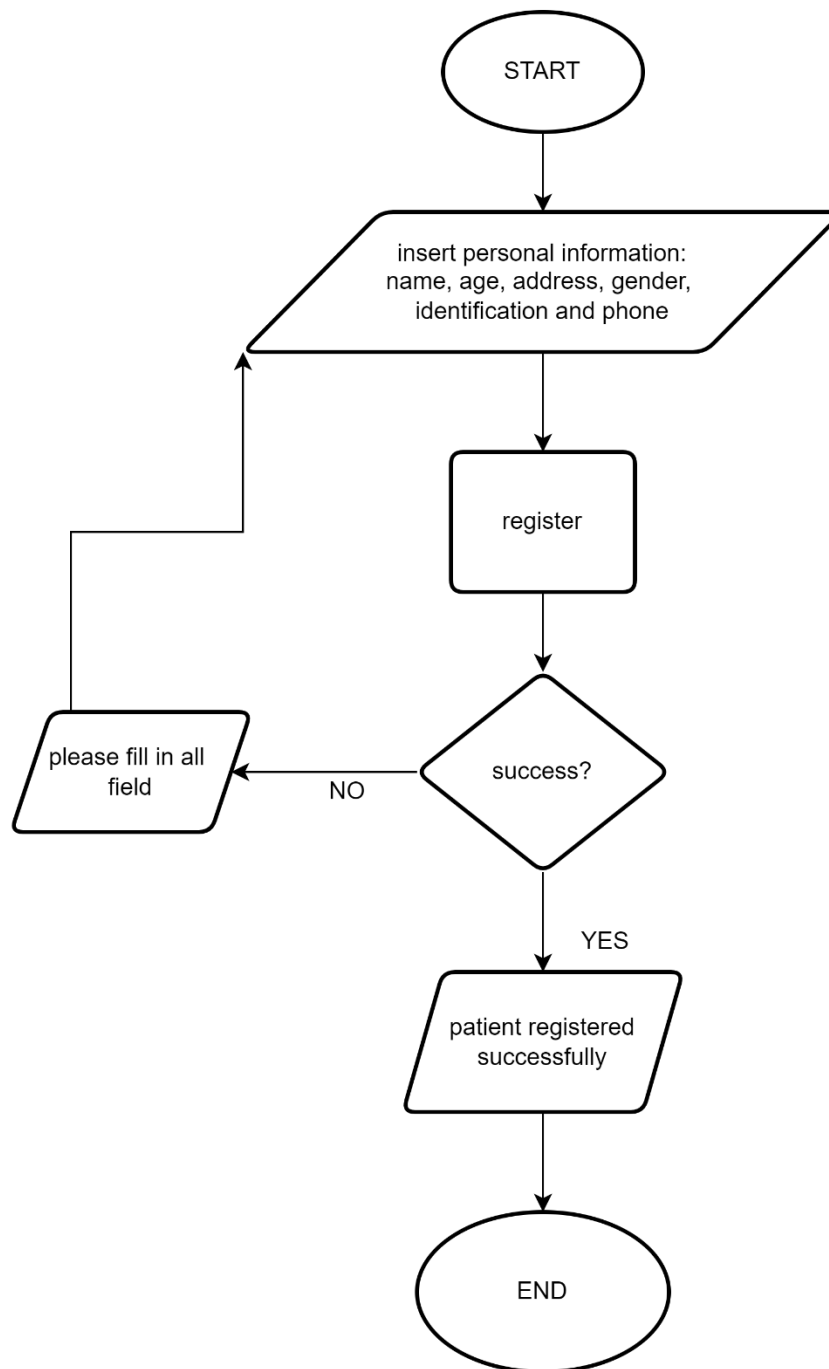 START
insert personal information:
name, age, address, gender,
identification and phone
register
success?
NO
please fill in all
field
YES
patient registered
successfully
END